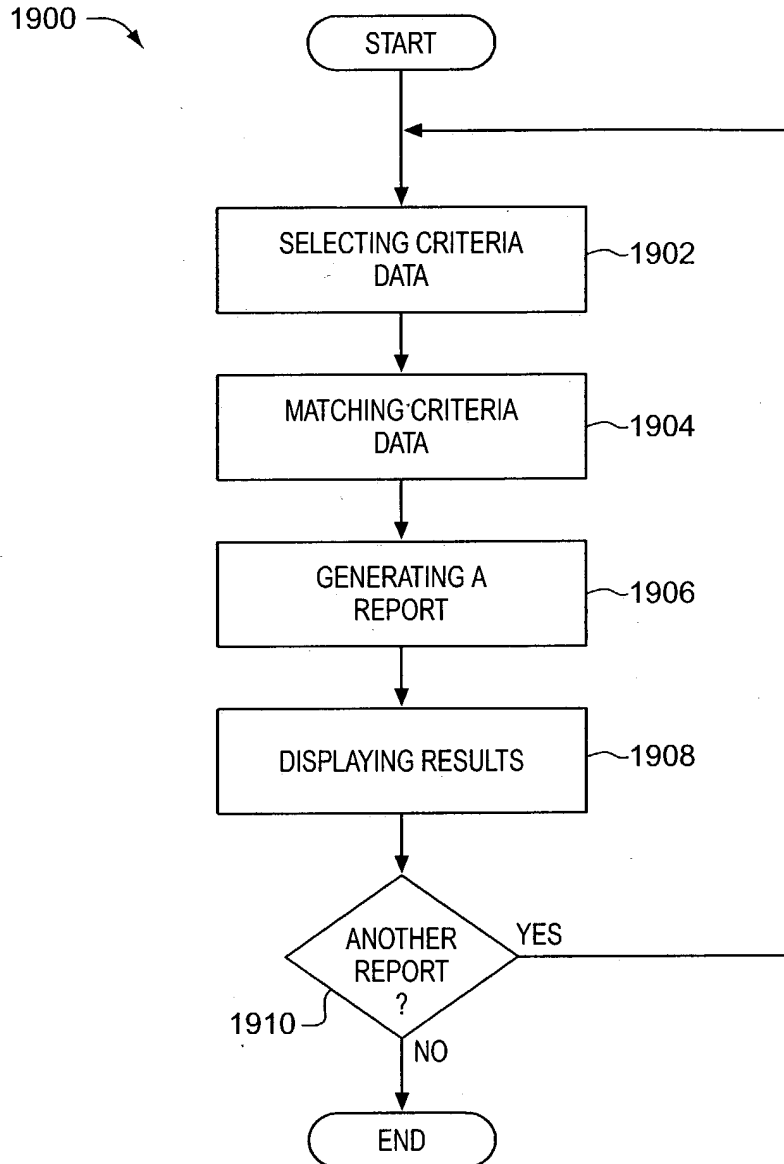 1900
START
SELECTING CRITERIA
DATA
1902
MATCHING CRITERIA
DATA
1904
GENERATING A
REPORT
1906
DISPLAYING RESULTS
1908
ANOTHER
REPORT
?
YES
1910
NO
END